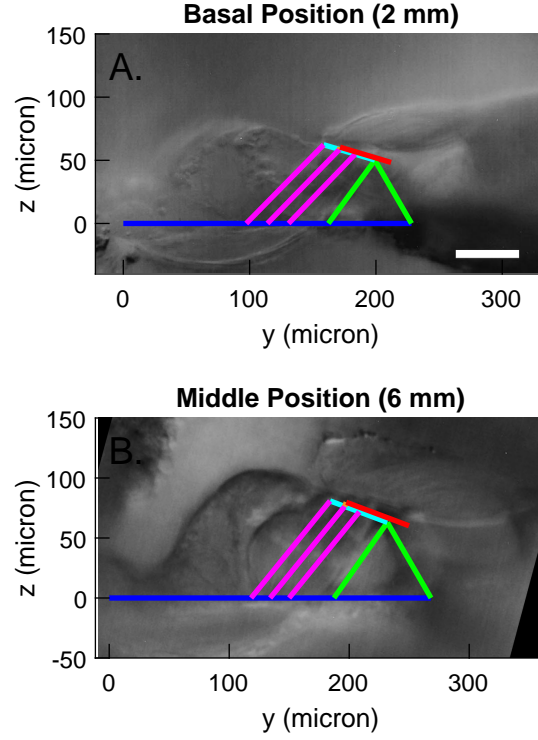 Basal Position (2 mm)
A.
150
100
50
0
z (micron)
0 100 200 300
y (micron)
Middle Position (6 mm)
B.
150
100
50
0
-50
z (micron)
0 100 200 300
y (micron)